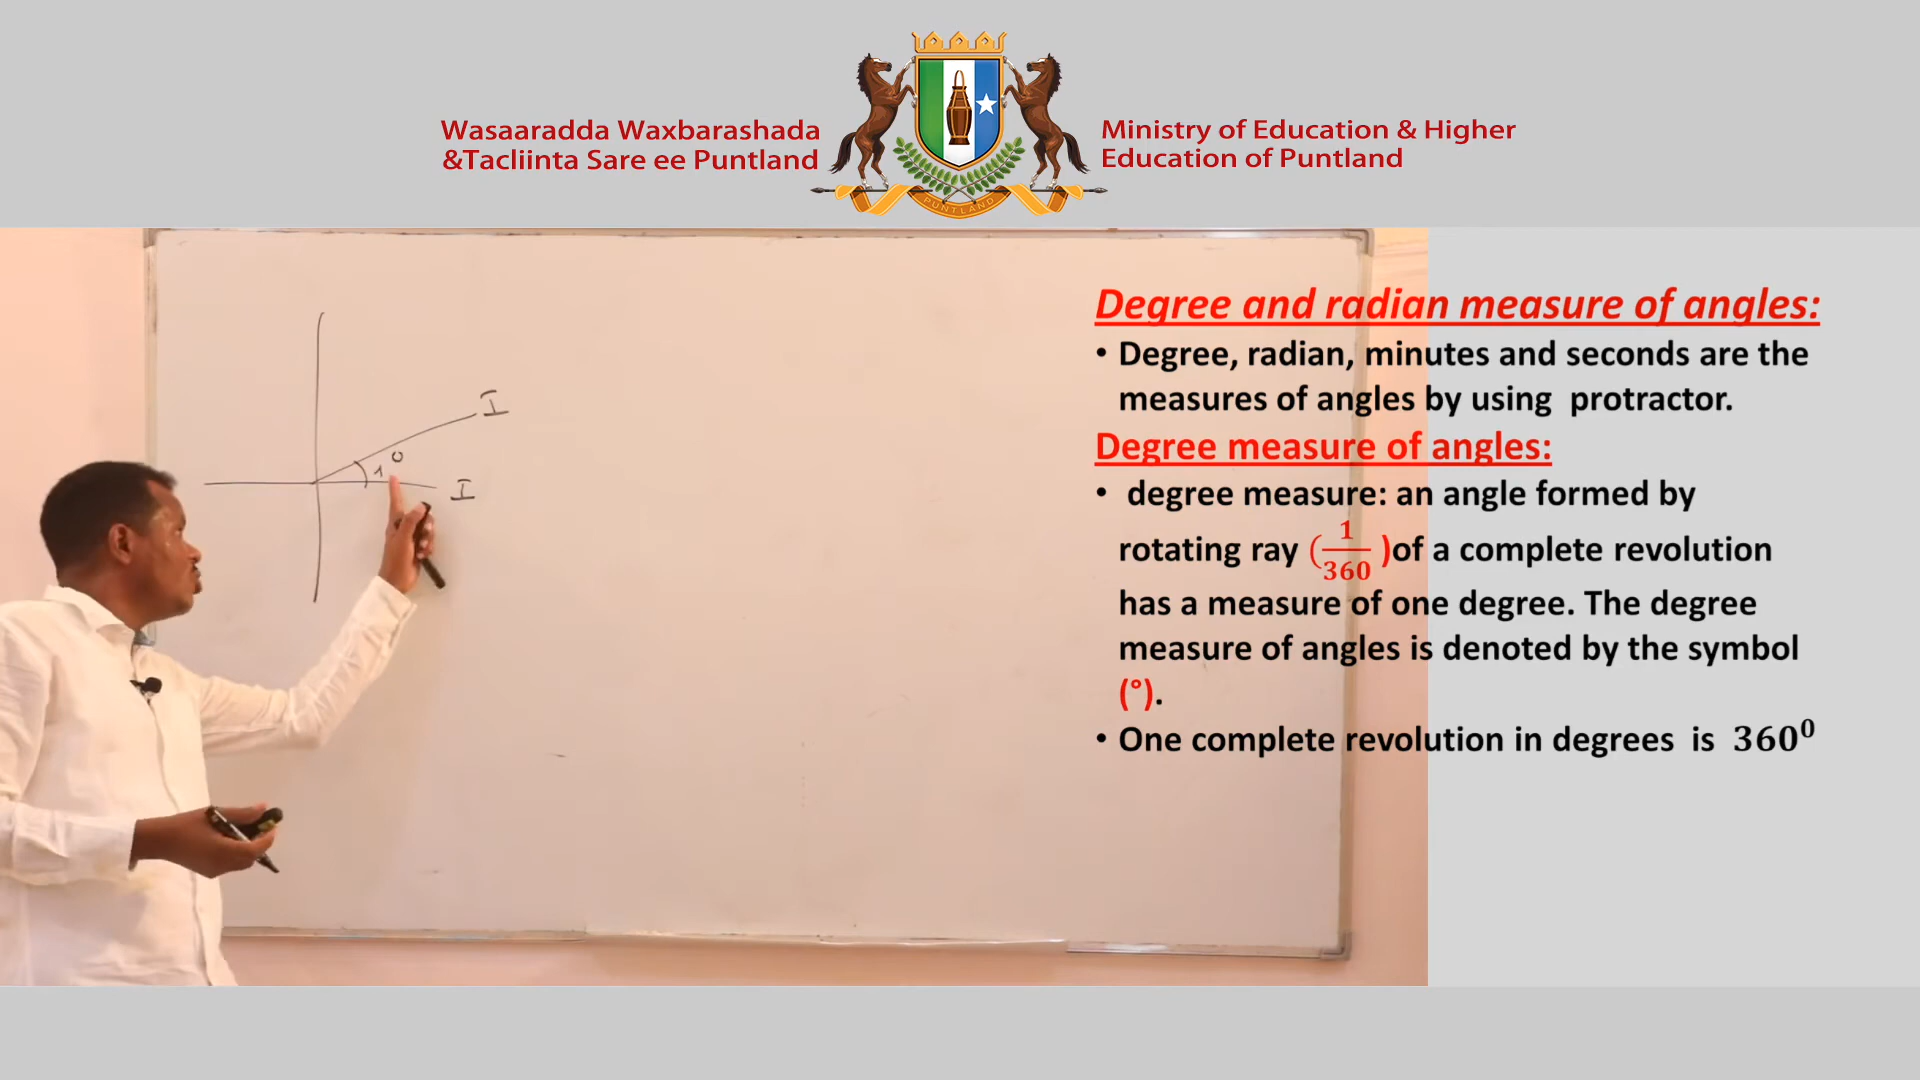 Wasaaradda Waxbarashada
&Tacliinta Sare ee Puntland
Ministry of Education & Higher
Education of Puntland
PUNTLAND
I
1°
I
Degree and radian measure of angles:
• Degree, radian, minutes and seconds are the
measures of angles by using protractor.
Degree measure of angles:
• degree measure: an angle formed by
rotating ray (1/360 )of a complete revolution
has a measure of one degree. The degree
measure of angles is denoted by the symbol
(°).
• One complete revolution in degrees is 360⁰